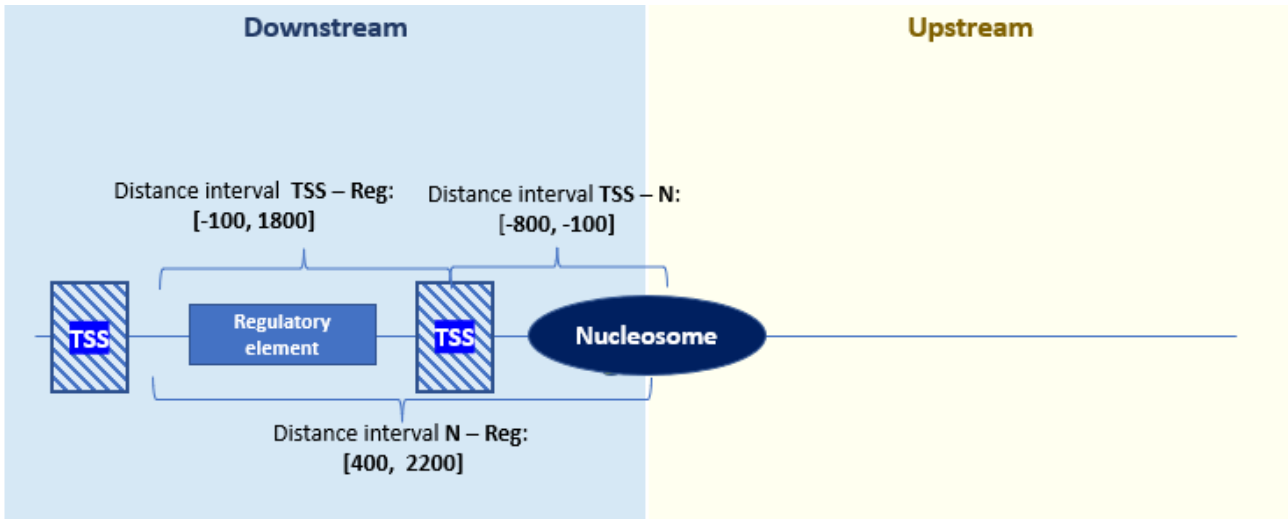 Downstream
Upstream
Distance interval TSS – Reg:
[-100, 1800]
Distance interval TSS – N:
[-800, -100]
TSS
Regulatory
element
TSS
Nucleosome
Distance interval N – Reg:
[400, 2200]